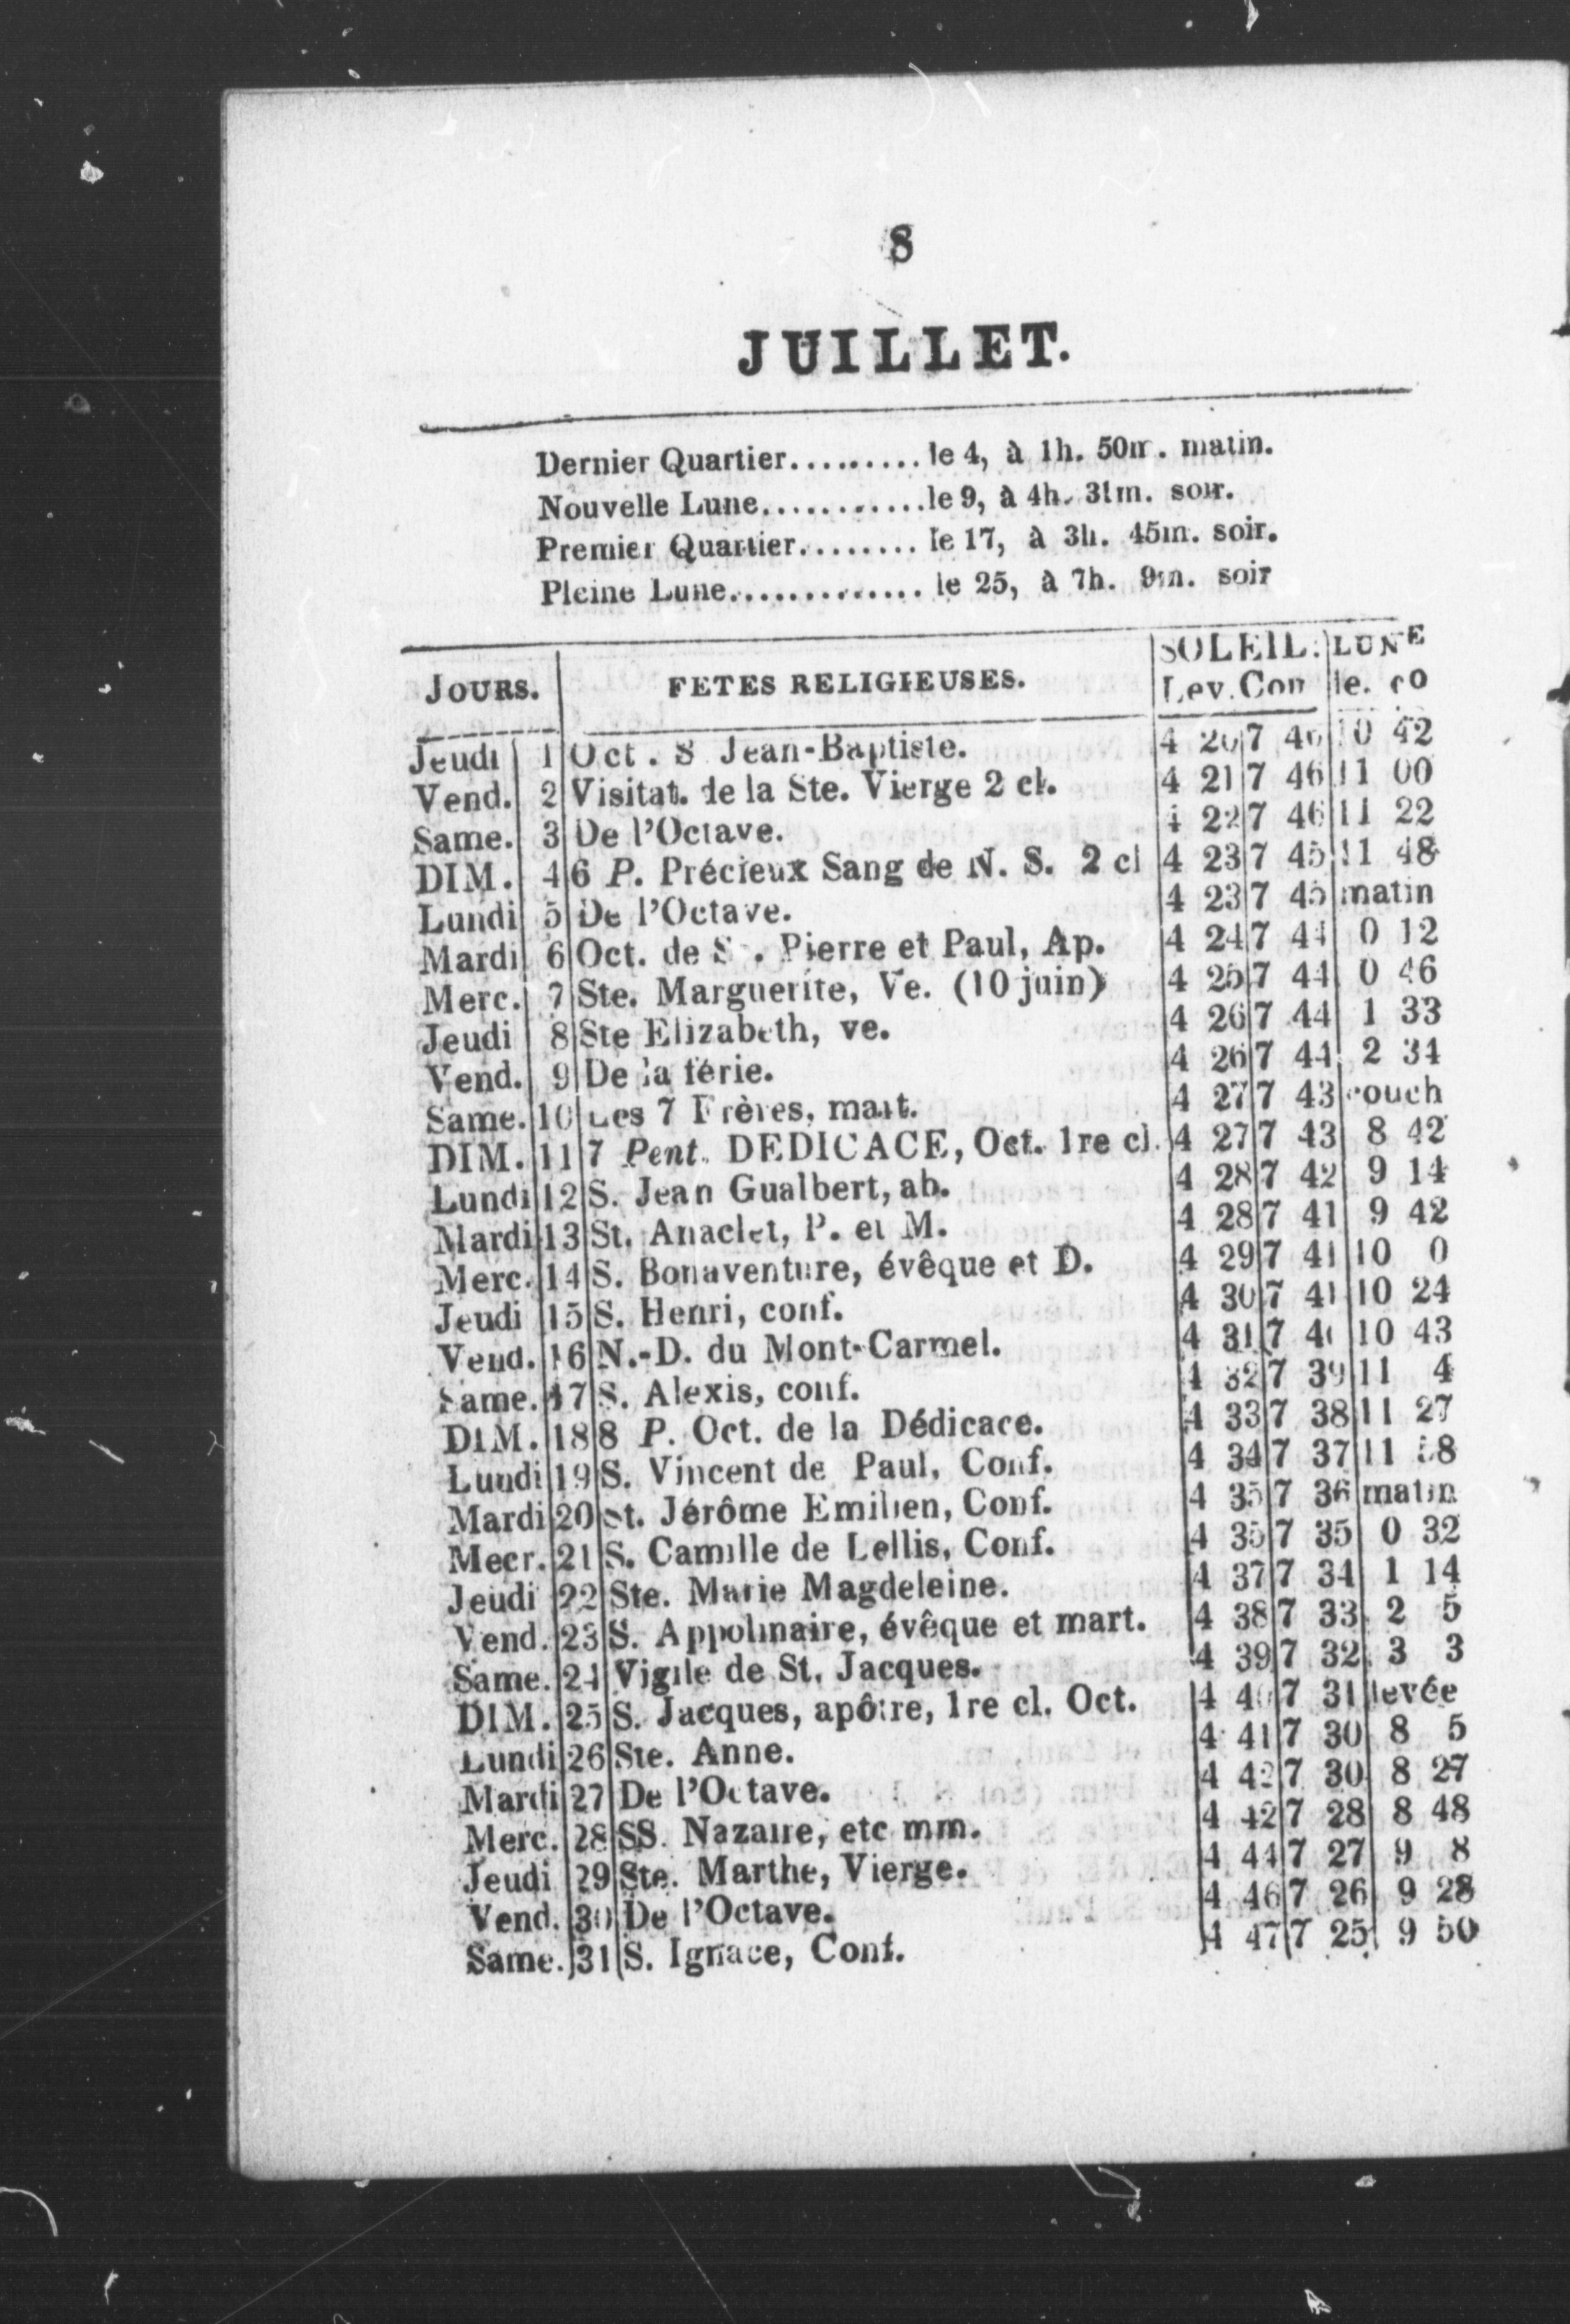 8
JUILLET.
Dernier Quartier......... le 4, à 1h. 50m. matin.
Nouvelle Lune............le 9, à 4h. 31m. soir.
Premier Quartier........ le 17, à 3h. 45m. soir.
Pleine Lune............. le 25, à 7h. 9m. soir
JOURS. FETES RELIGIEUSES. SOLEIL. LUNE
Lev. Cou le. co
Jeudi 1 Oct. S Jean-Baptiste. 4 20 7 46 10 42
Vend. 2 Visitat. de la Ste. Vierge 2 cl. 4 21 7 46 11 00
Same. 3 De l'Octave. 4 22 7 46 11 22
DIM. 4 6 P. Précieux Sang de N. S. 2 cl 4 23 7 45 11 48
Lundi 5 De l'Octave. 4 23 7 45 matin
Mardi 6 Oct. de S . Pierre et Paul, Ap. 4 24 7 44 0 12
Merc. 7 Ste. Marguerite, Ve. (10 juin) 4 25 7 44 0 46
Jeudi 8 Ste Elizabeth, ve. 4 26 7 44 1 33
Vend. 9 De la férie. 4 26 7 44 2 34
Same. 10 Les 7 Frères, mart. 4 27 7 43 couch
DIM. 11 7 Pent. DEDICACE, Oct. 1re cl. 4 27 7 43 8 42
Lundi 12 S. Jean Gualbert, ab. 4 28 7 42 9 14
Mardi 13 St. Anaclet, P. et M. 4 28 7 41 9 42
Merc. 14 S. Bonaventure, évêque et D. 4 29 7 41 10 0
Jeudi 15 S. Henri, conf. 4 30 7 41 10 24
Vend. 16 N.-D. du Mont-Carmel. 4 31 7 40 10 43
Same. 17 S. Alexis, conf. 4 32 7 39 11 4
DIM. 18 8 P. Oct. de la Dédicace. 4 33 7 38 11 27
Lundi 19 S. Vincent de Paul, Conf. 4 34 7 37 11 58
Mardi 20 St. Jérôme Emilien, Conf. 4 35 7 36 matin
Mecr. 21 S. Camille de Lellis, Conf. 4 35 7 35 0 32
Jeudi 22 Ste. Marie Magdeleine. 4 37 7 34 1 14
Vend. 23 S. Appolinaire, évêque et mart. 4 38 7 33 2 5
Same. 24 Vigile de St. Jacques. 4 39 7 32 3 3
DIM. 25 S. Jacques, apôtre, 1re cl. Oct. 4 40 7 31 levée
Lundi 26 Ste. Anne. 4 41 7 30 8 5
Mardi 27 De l'Octave. 4 42 7 30 8 27
Merc. 28 SS. Nazaire, etc mm. 4 42 7 28 8 48
Jeudi 29 Ste. Marthe, Vierge. 4 44 7 27 9 8
Vend. 30 De l'Octave. 4 46 7 26 9 28
Same. 31 S. Ignace, Conf. 4 47 7 25 9 50